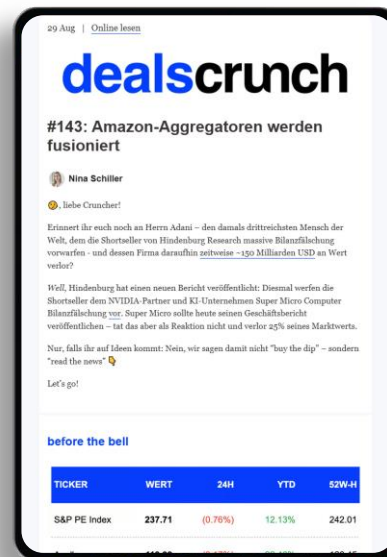 29 Aug | Online lesen
dealscrunch
#143: Amazon-Aggregatoren werden
fusioniert
Nina Schiller
, liebe Cruncher!
Erinnert ihr euch noch an Herrn Adani – den damals drittreichsten Mensch der
Welt, dem die Shortseller von Hindenburg Research massive Bilanzfälschung
vorwarfen - und dessen Firma daraufhin zeitweise ~150 Milliarden USD an Wert
verlor?
Well, Hindenburg hat einen neuen Bericht veröffentlicht: Diesmal werfen die
Shortseller dem NVIDIA-Partner und KI-Unternehmen Super Micro Computer
Bilanzfälschung vor. Super Micro sollte heute seinen Geschäftsbericht
veröffentlichen – tat das aber als Reaktion nicht und verlor 25% seines Marktwerts.
Nur, falls ihr auf Ideen kommt: Nein, wir sagen damit nicht "buy the dip" – sondern
"read the news"
Let's go!
before the bell
TICKER WERT 24H YTD 52W-H
S&P PE Index 237.71 (0.76%) 12.13% 242.01